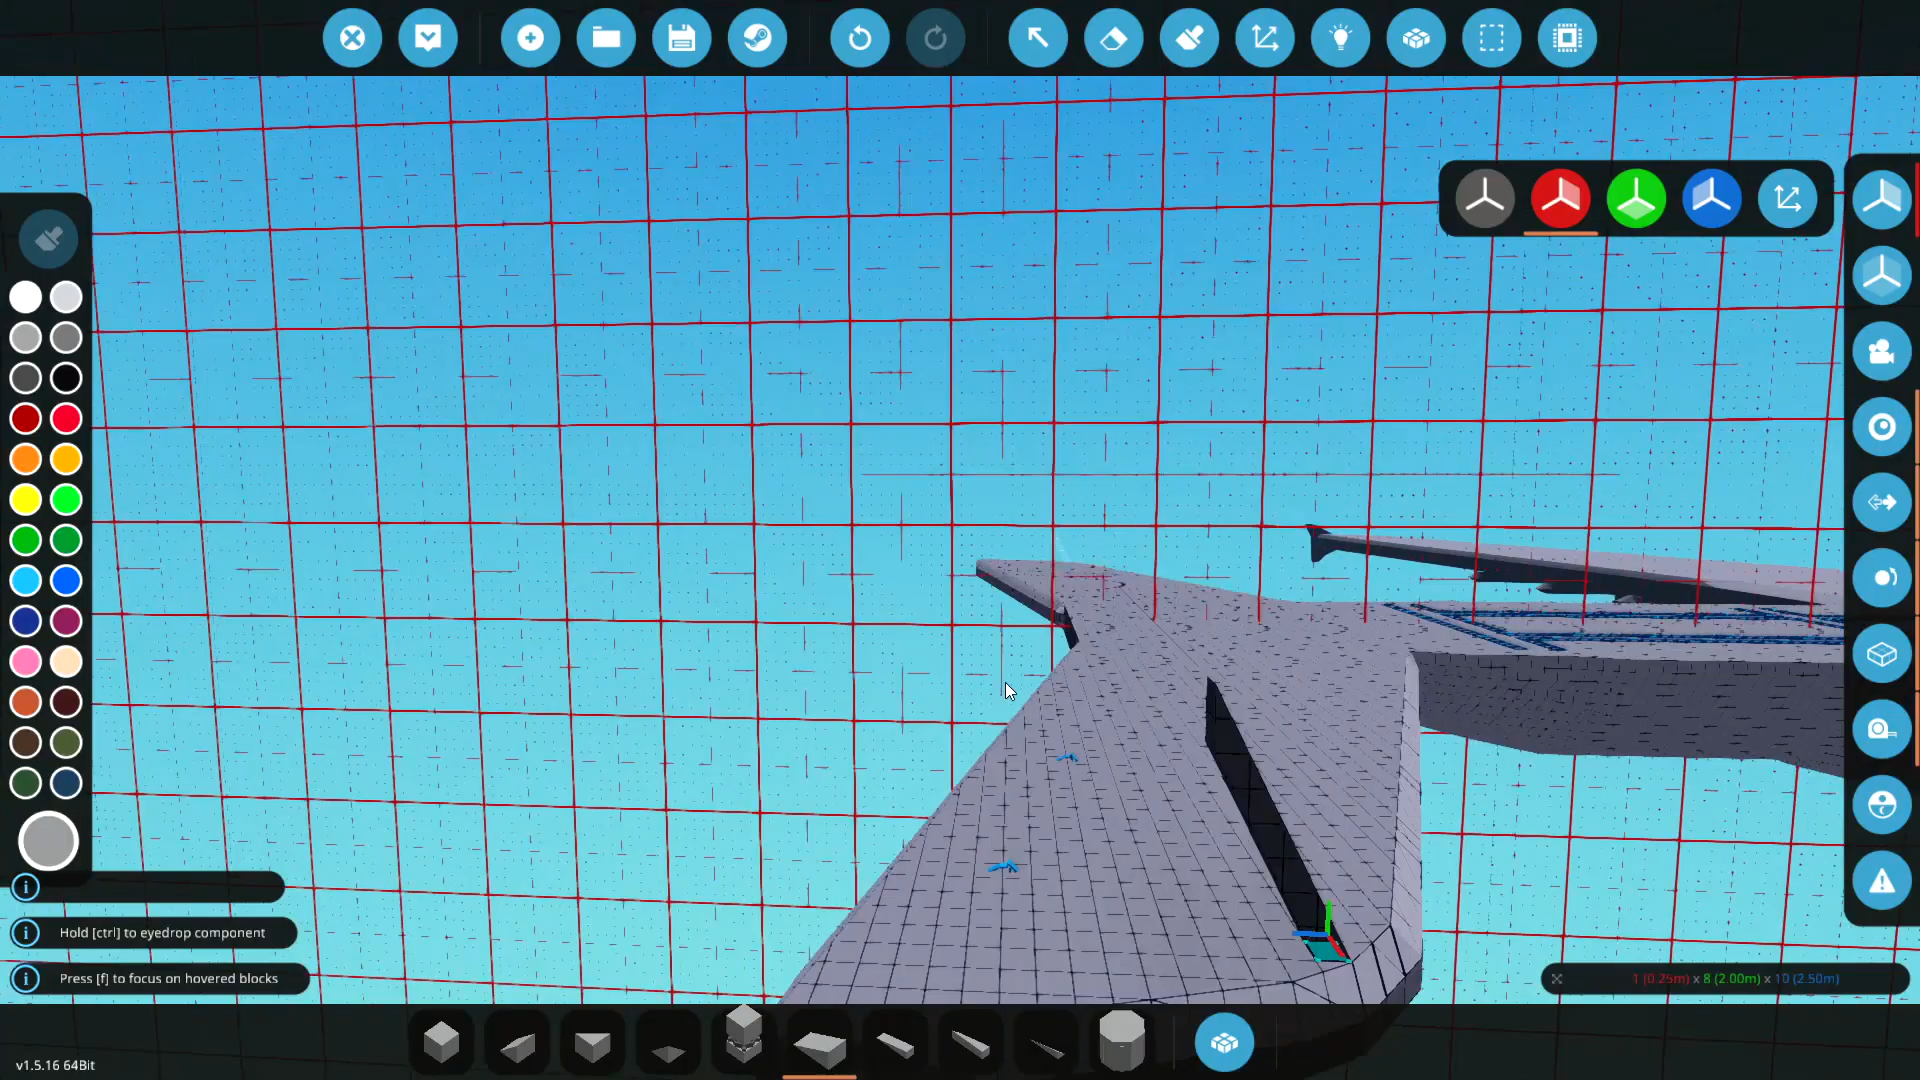 Hold [ctrl] to eyedrop component
Press [f] to focus on hovered blocks
1 (0.25m) x 8 (2.00m) x 10 (2.50m)
v1.5.16 64Bit